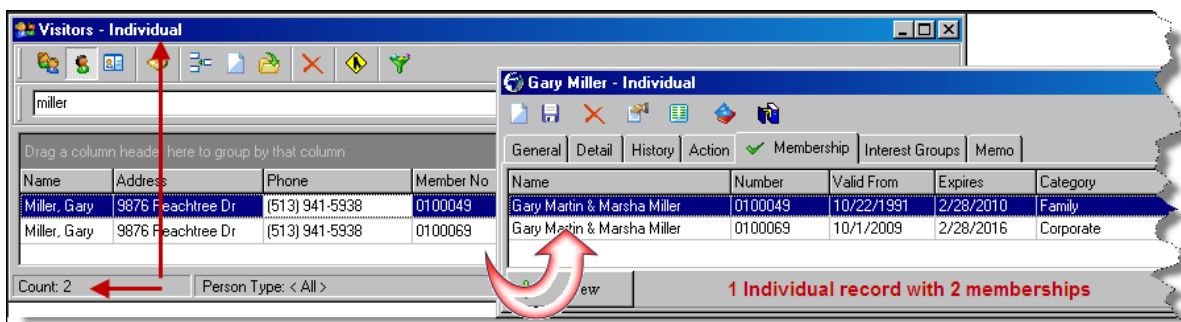 Visitors - Individual
miller
Drag a column header here to group by that column
Name Address Phone Member No
Miller, Gary 9876 Peachtree Dr (513) 941-5938 0100049
Miller, Gary 9876 Peachtree Dr (513) 941-5938 0100069
Count: 2 Person Type: < All >
Gary Miller - Individual
General Detail History Action Membership Interest Groups Memo
Name Number Valid From Expires Category
Gary Martin & Marsha Miller 0100049 10/22/1991 2/28/2010 Family
Gary Martin & Marsha Miller 0100069 10/1/2009 2/28/2016 Corporate
1 Individual record with 2 memberships